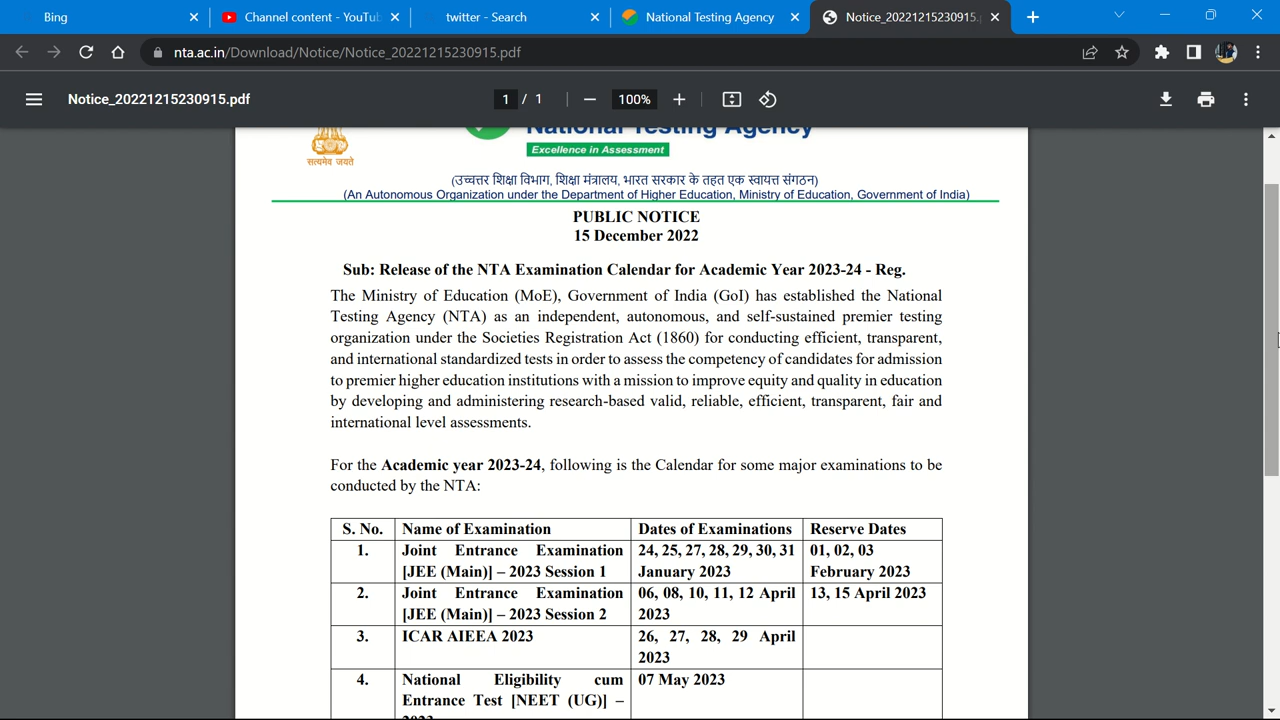 Bing
Channel content - YouTub
twitter - Search
National Testing Agency
Notice_20221215230915.p
nta.ac.in/Download/Notice/Notice_20221215230915.pdf
Notice_20221215230915.pdf
1 / 1
100%
National Testing Agency
Excellence in Assessment
सत्यमेव जयते
(उच्चत्तर शिक्षा विभाग, शिक्षा मंत्रालय, भारत सरकार के तहत एक स्वायत्त संगठन)
(An Autonomous Organization under the Department of Higher Education, Ministry of Education, Government of India)
PUBLIC NOTICE
15 December 2022
Sub: Release of the NTA Examination Calendar for Academic Year 2023-24 - Reg.
The Ministry of Education (MoE), Government of India (GoI) has established the National
Testing Agency (NTA) as an independent, autonomous, and self-sustained premier testing
organization under the Societies Registration Act (1860) for conducting efficient, transparent,
and international standardized tests in order to assess the competency of candidates for admission
to premier higher education institutions with a mission to improve equity and quality in education
by developing and administering research-based valid, reliable, efficient, transparent, fair and
international level assessments.
For the Academic year 2023-24, following is the Calendar for some major examinations to be
conducted by the NTA:
S. No. Name of Examination Dates of Examinations Reserve Dates
1. Joint Entrance Examination 24, 25, 27, 28, 29, 30, 31 01, 02, 03
[JEE (Main)] – 2023 Session 1 January 2023 February 2023
2. Joint Entrance Examination 06, 08, 10, 11, 12 April 13, 15 April 2023
[JEE (Main)] – 2023 Session 2 2023
3. ICAR AIEEA 2023 26, 27, 28, 29 April
2023
4. National Eligibility cum 07 May 2023
Entrance Test [NEET (UG)] –
2023